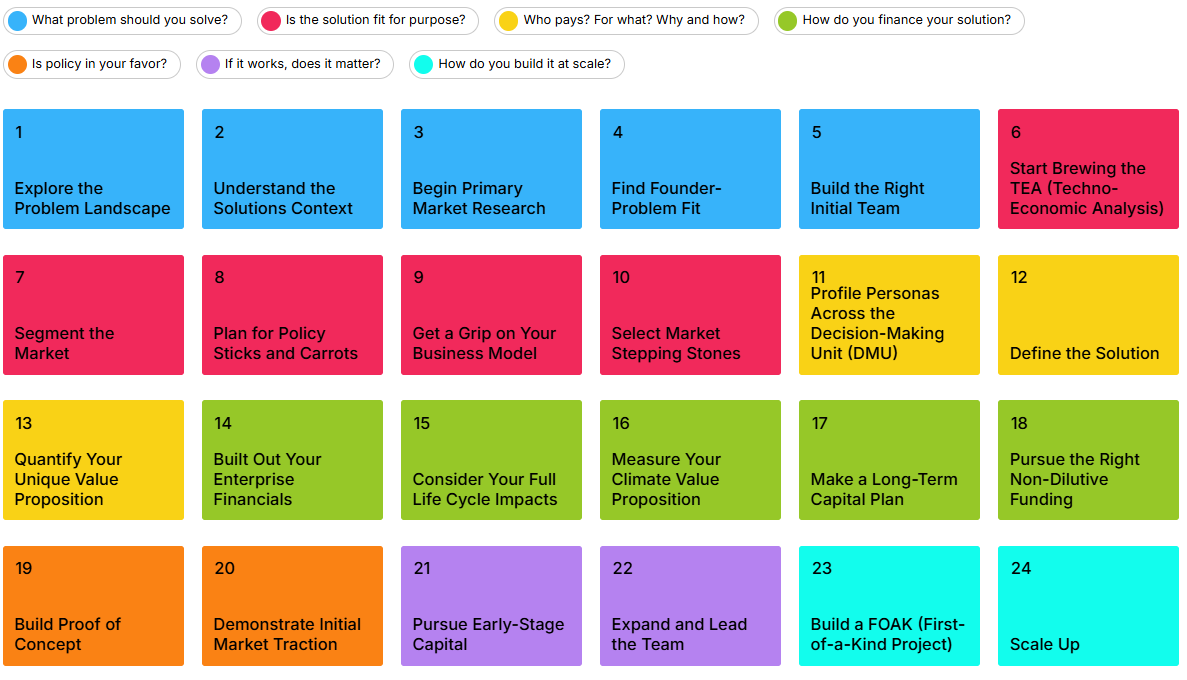 What problem should you solve?
Is the solution fit for purpose?
Who pays? For what? Why and how?
How do you finance your solution?
Is policy in your favor?
If it works, does it matter?
How do you build it at scale?
1
Explore the
Problem Landscape
2
Understand the
Solutions Context
3
Begin Primary
Market Research
4
Find Founder-
Problem Fit
5
Build the Right
Initial Team
6
Start Brewing the
TEA (Techno-
Economic Analysis)
7
Segment the
Market
8
Plan for Policy
Sticks and Carrots
9
Get a Grip on Your
Business Model
10
Select Market
Stepping Stones
11
Profile Personas
Across the
Decision-Making
Unit (DMU)
12
Define the Solution
13
Quantify Your
Unique Value
Proposition
14
Built Out Your
Enterprise
Financials
15
Consider Your Full
Life Cycle Impacts
16
Measure Your
Climate Value
Proposition
17
Make a Long-Term
Capital Plan
18
Pursue the Right
Non-Dilutive
Funding
19
Build Proof of
Concept
20
Demonstrate Initial
Market Traction
21
Pursue Early-Stage
Capital
22
Expand and Lead
the Team
23
Build a FOAK (First-
of-a-Kind Project)
24
Scale Up